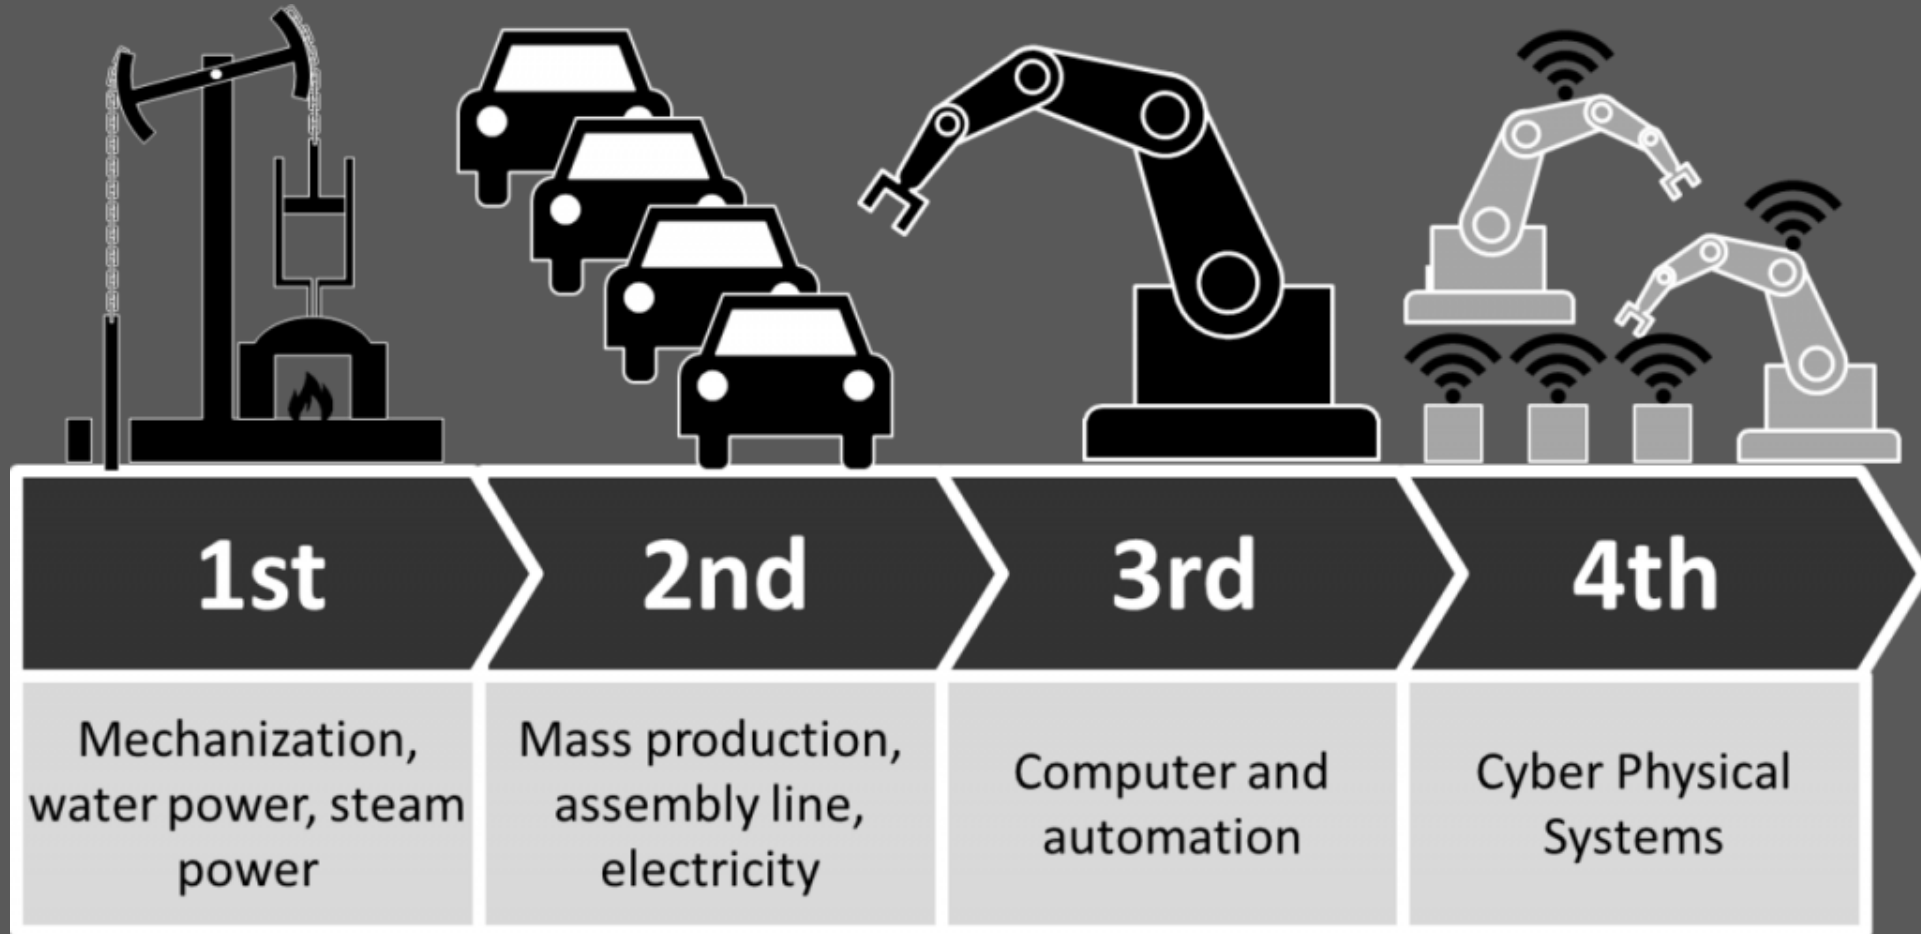 1st
2nd
3rd
4th
Mechanization,
water power, steam
power
Mass production,
assembly line,
electricity
Computer and
automation
Cyber Physical
Systems